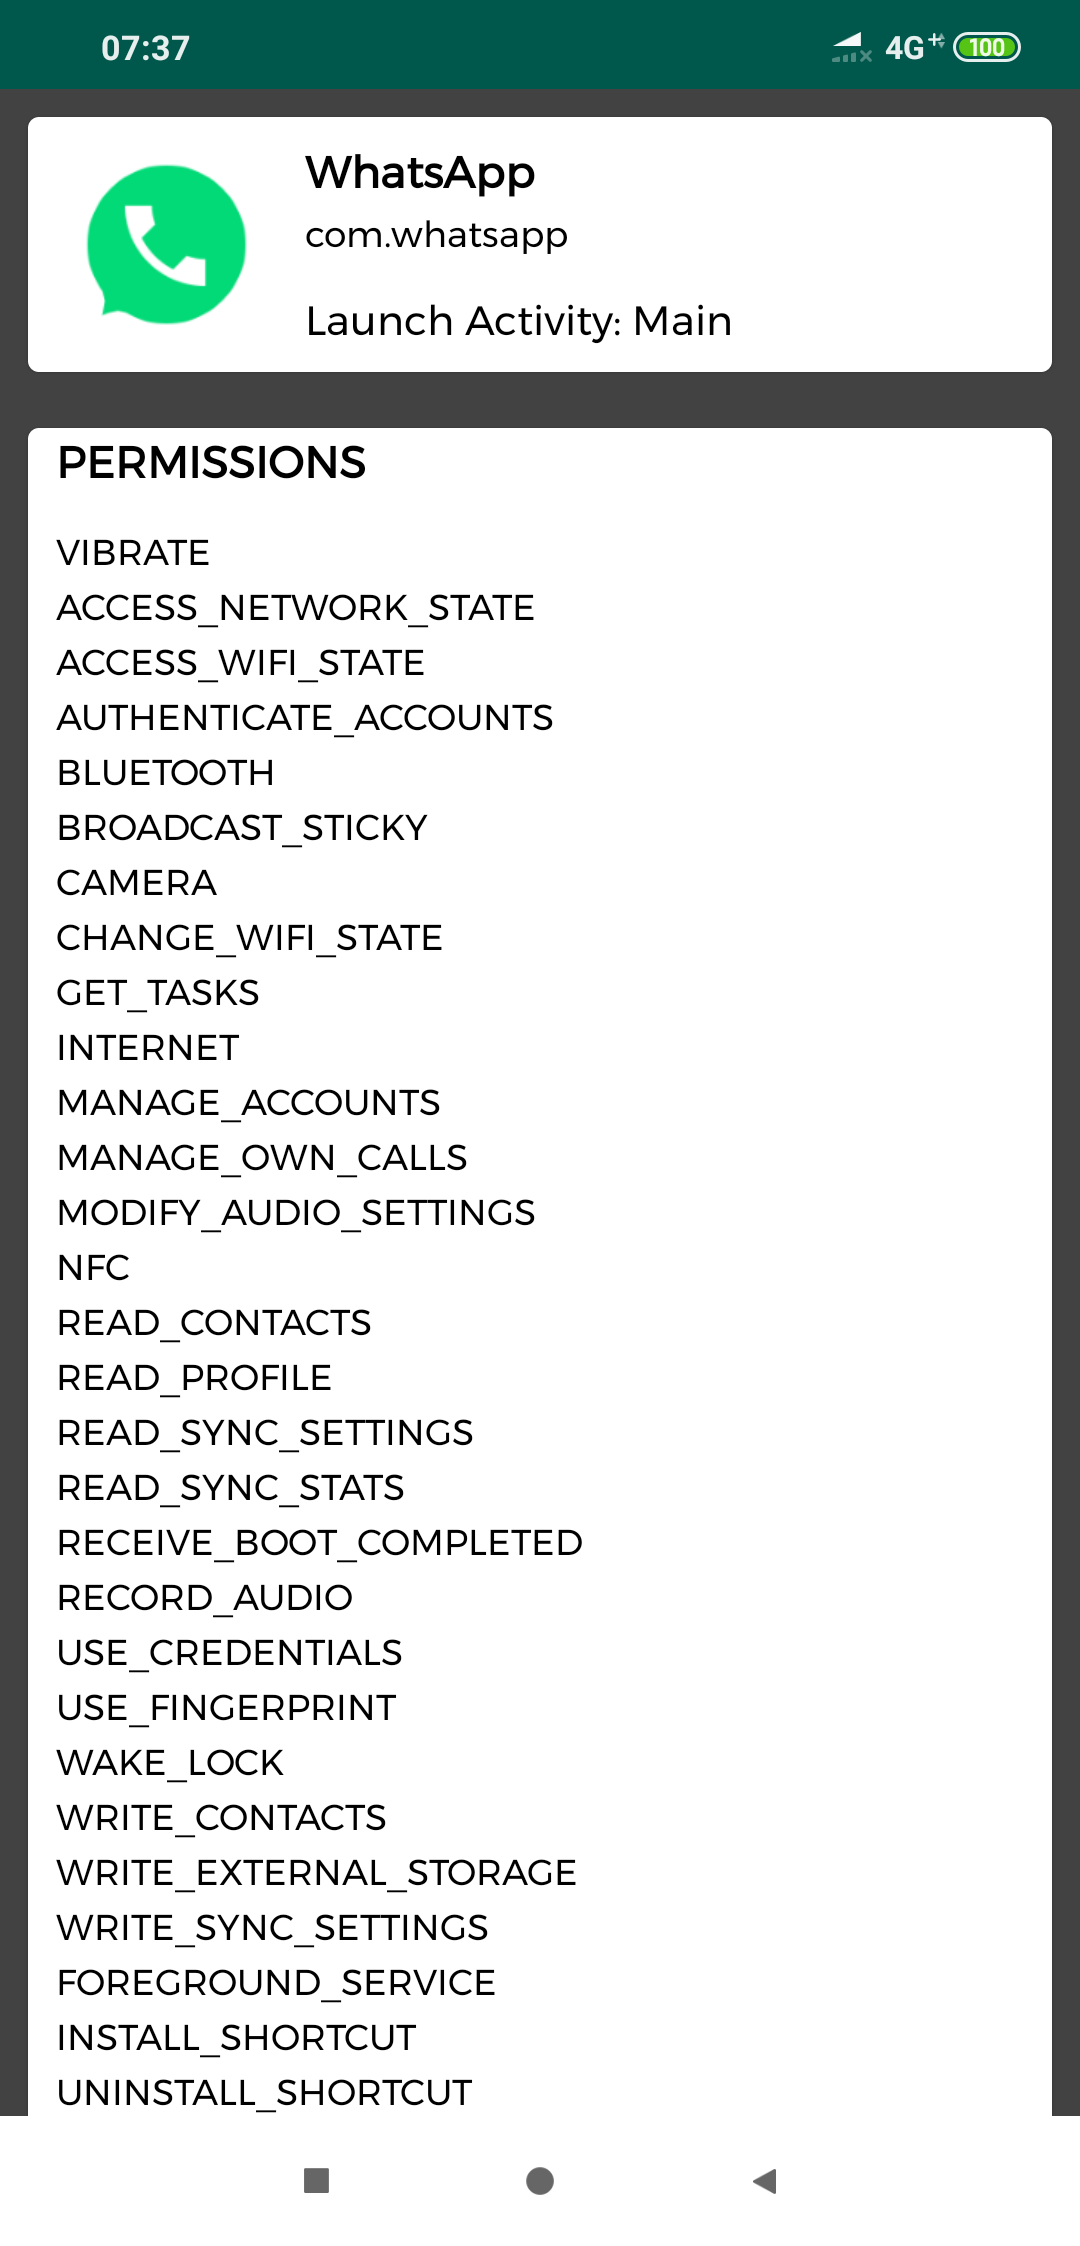 07:37
4G+
100
WhatsApp
com.whatsapp
Launch Activity: Main
PERMISSIONS
VIBRATE
ACCESS_NETWORK_STATE
ACCESS_WIFI_STATE
AUTHENTICATE_ACCOUNTS
BLUETOOTH
BROADCAST_STICKY
CAMERA
CHANGE_WIFI_STATE
GET_TASKS
INTERNET
MANAGE_ACCOUNTS
MANAGE_OWN_CALLS
MODIFY_AUDIO_SETTINGS
NFC
READ_CONTACTS
READ_PROFILE
READ_SYNC_SETTINGS
READ_SYNC_STATS
RECEIVE_BOOT_COMPLETED
RECORD_AUDIO
USE_CREDENTIALS
USE_FINGERPRINT
WAKE_LOCK
WRITE_CONTACTS
WRITE_EXTERNAL_STORAGE
WRITE_SYNC_SETTINGS
FOREGROUND_SERVICE
INSTALL_SHORTCUT
UNINSTALL_SHORTCUT